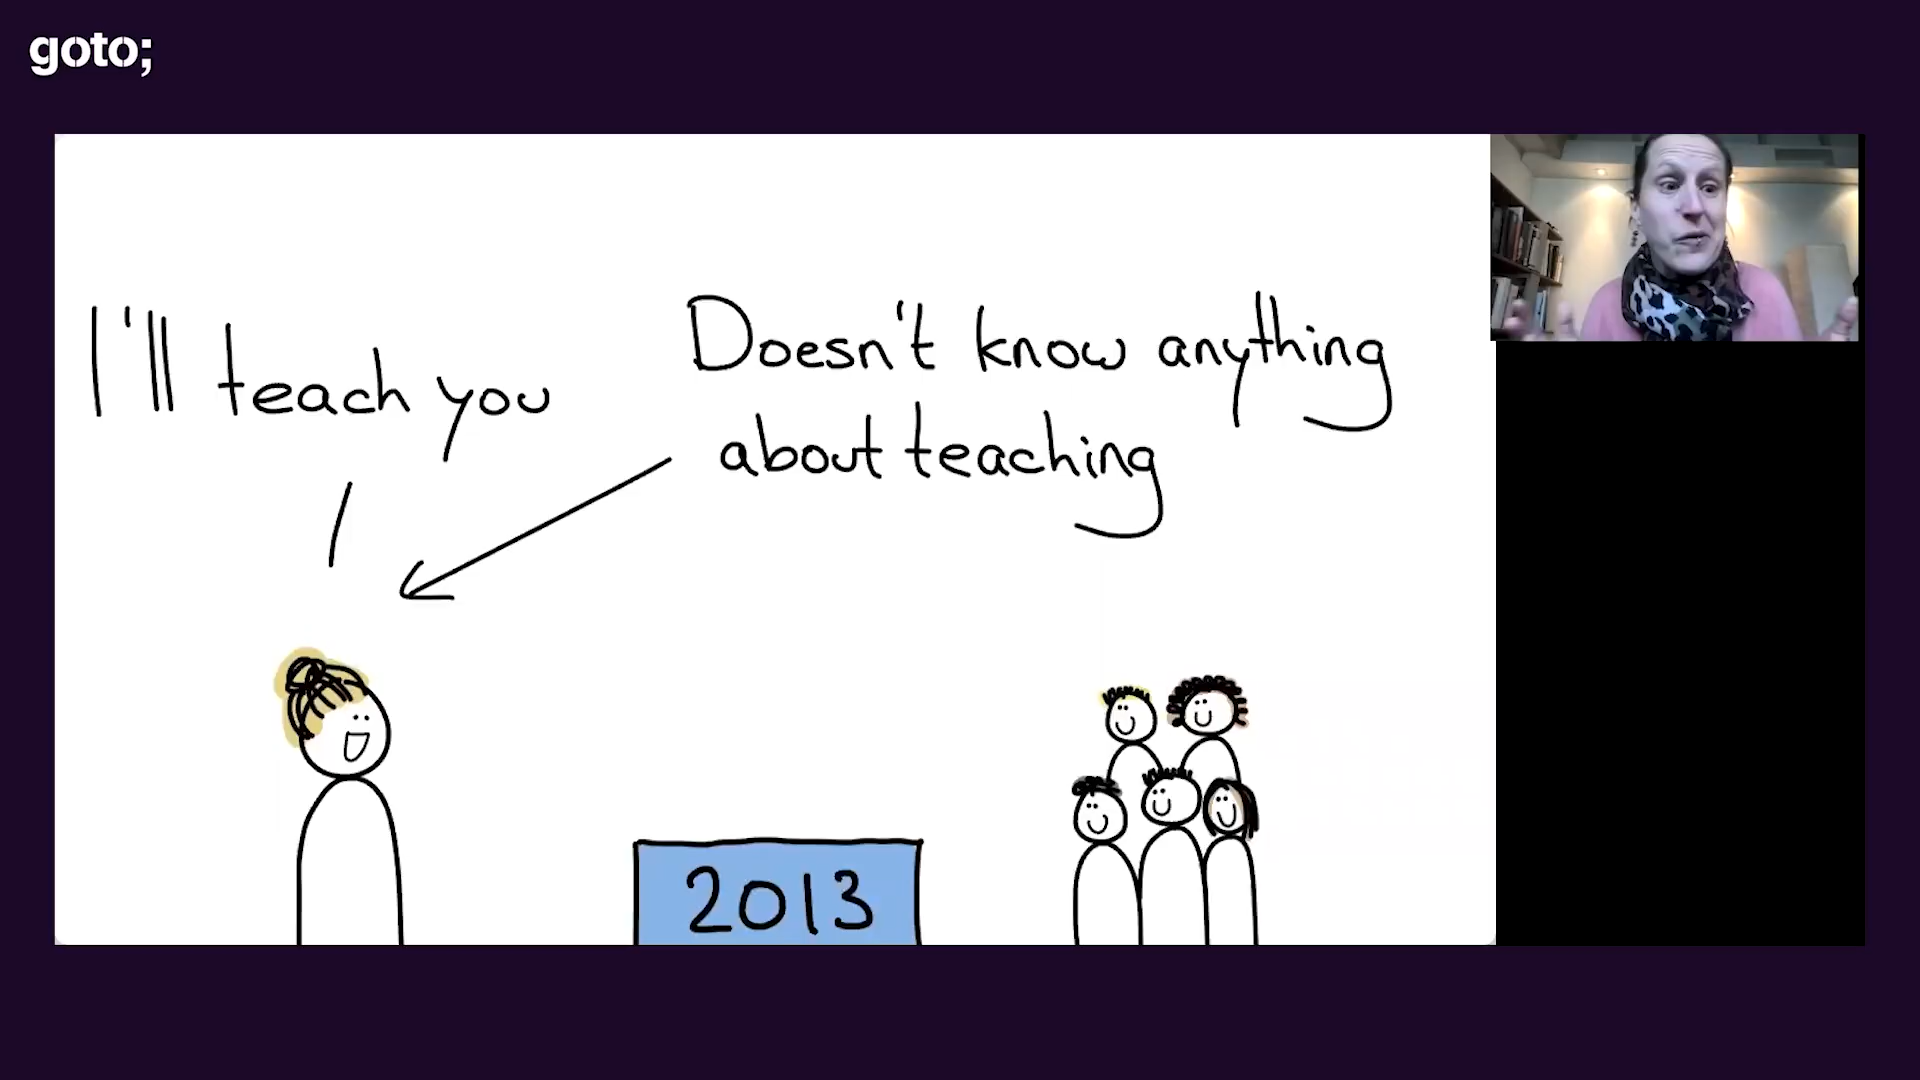 goto;
I'll teach you
Doesn't know anything
about teaching
2013